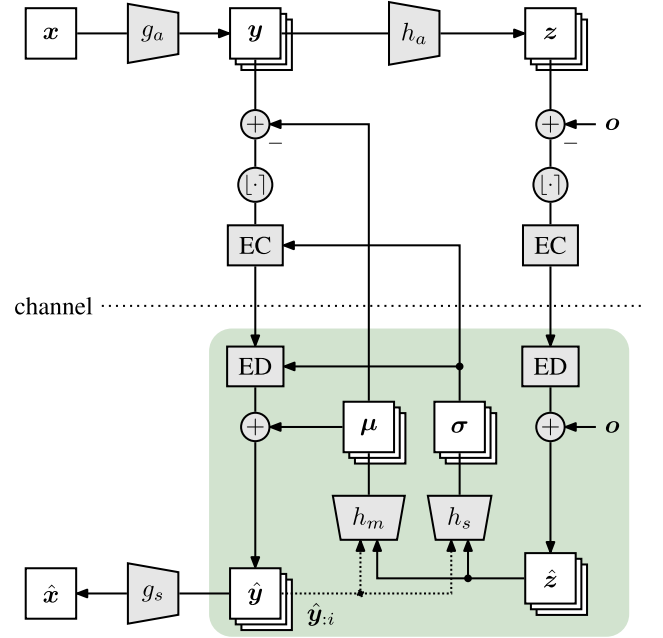 x g_a y h_a z
+ − + − o
⌊·⌉ ⌊·⌉
EC EC
channel
ED ED
+ μ σ + o
h_m h_s
x̂ g_s ŷ ŷ_{:i} ẑ